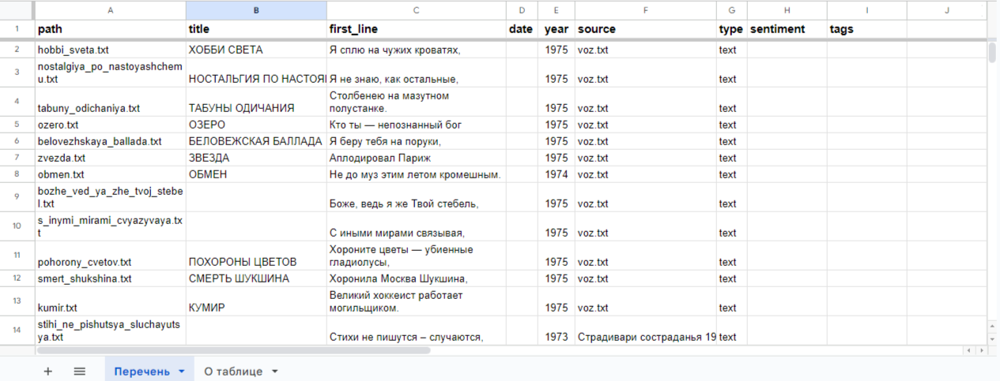 A B C D E F G H I J
1 path title first_line date year source type sentiment tags
2 hobbi_sveta.txt ХОББИ СВЕТА Я сплю на чужих кроватях, 1975 voz.txt text
nostalgiya_po_nastoyashchem
3 u.txt НОСТАЛЬГИЯ ПО НАСТОЯ Я не знаю, как остальные, 1975 voz.txt text
Столбенею на мазутном
4 tabuny_odichaniya.txt ТАБУНЫ ОДИЧАНИЯ полустанке. 1975 voz.txt text
5 ozero.txt ОЗЕРО Кто ты — непознанный бог 1975 voz.txt text
6 belovezhskaya_ballada.txt БЕЛОВЕЖСКАЯ БАЛЛАДА Я беру тебя на поруки, 1975 voz.txt text
7 zvezda.txt ЗВЕЗДА Аплодировал Париж 1975 voz.txt text
8 obmen.txt ОБМЕН Не до муз этим летом кромешным. 1974 voz.txt text
bozhe_ved_ya_zhe_tvoj_stebe
9 l.txt Боже, ведь я же Твой стебель, 1975 voz.txt text
s_inymi_mirami_cvyazyvaya.tx
10 t С иными мирами связывая, 1975 voz.txt text
Хороните цветы — убиенные
11 pohorony_cvetov.txt ПОХОРОНЫ ЦВЕТОВ гладиолусы, 1975 voz.txt text
12 smert_shukshina.txt СМЕРТЬ ШУКШИНА Хоронила Москва Шукшина, 1975 voz.txt text
Великий хоккеист работает
13 kumir.txt КУМИР могильщиком. 1975 voz.txt text
stihi_ne_pishutsya_sluchayuts
14 ya.txt Стихи не пишутся – случаются, 1973 Страдивари состраданья 19 text
+ Перечень О таблице